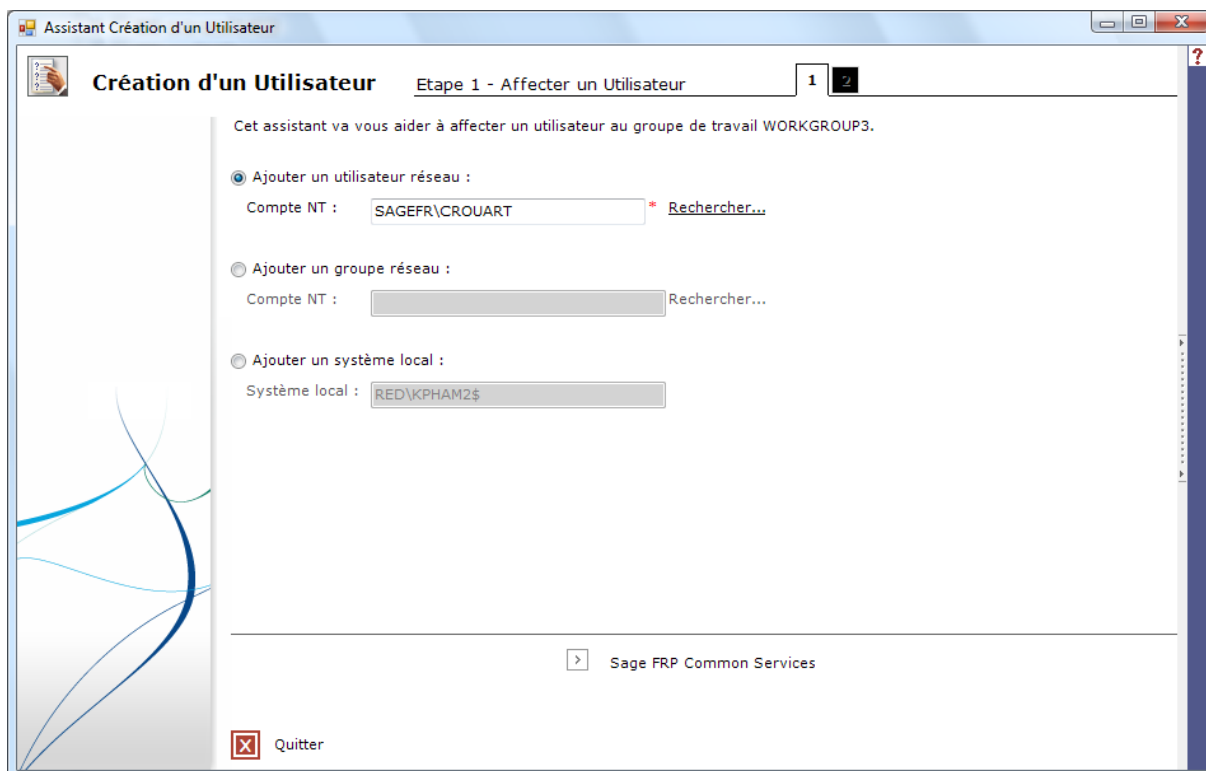 Assistant Création d'un Utilisateur
Création d'un Utilisateur Etape 1 - Affecter un Utilisateur 1 2
?
Cet assistant va vous aider à affecter un utilisateur au groupe de travail WORKGROUP3.
Ajouter un utilisateur réseau :
Compte NT : SAGEFR\CROUART * Rechercher...
Ajouter un groupe réseau :
Compte NT : Rechercher...
Ajouter un système local :
Système local : RED\KPHAM2$
> Sage FRP Common Services
X Quitter